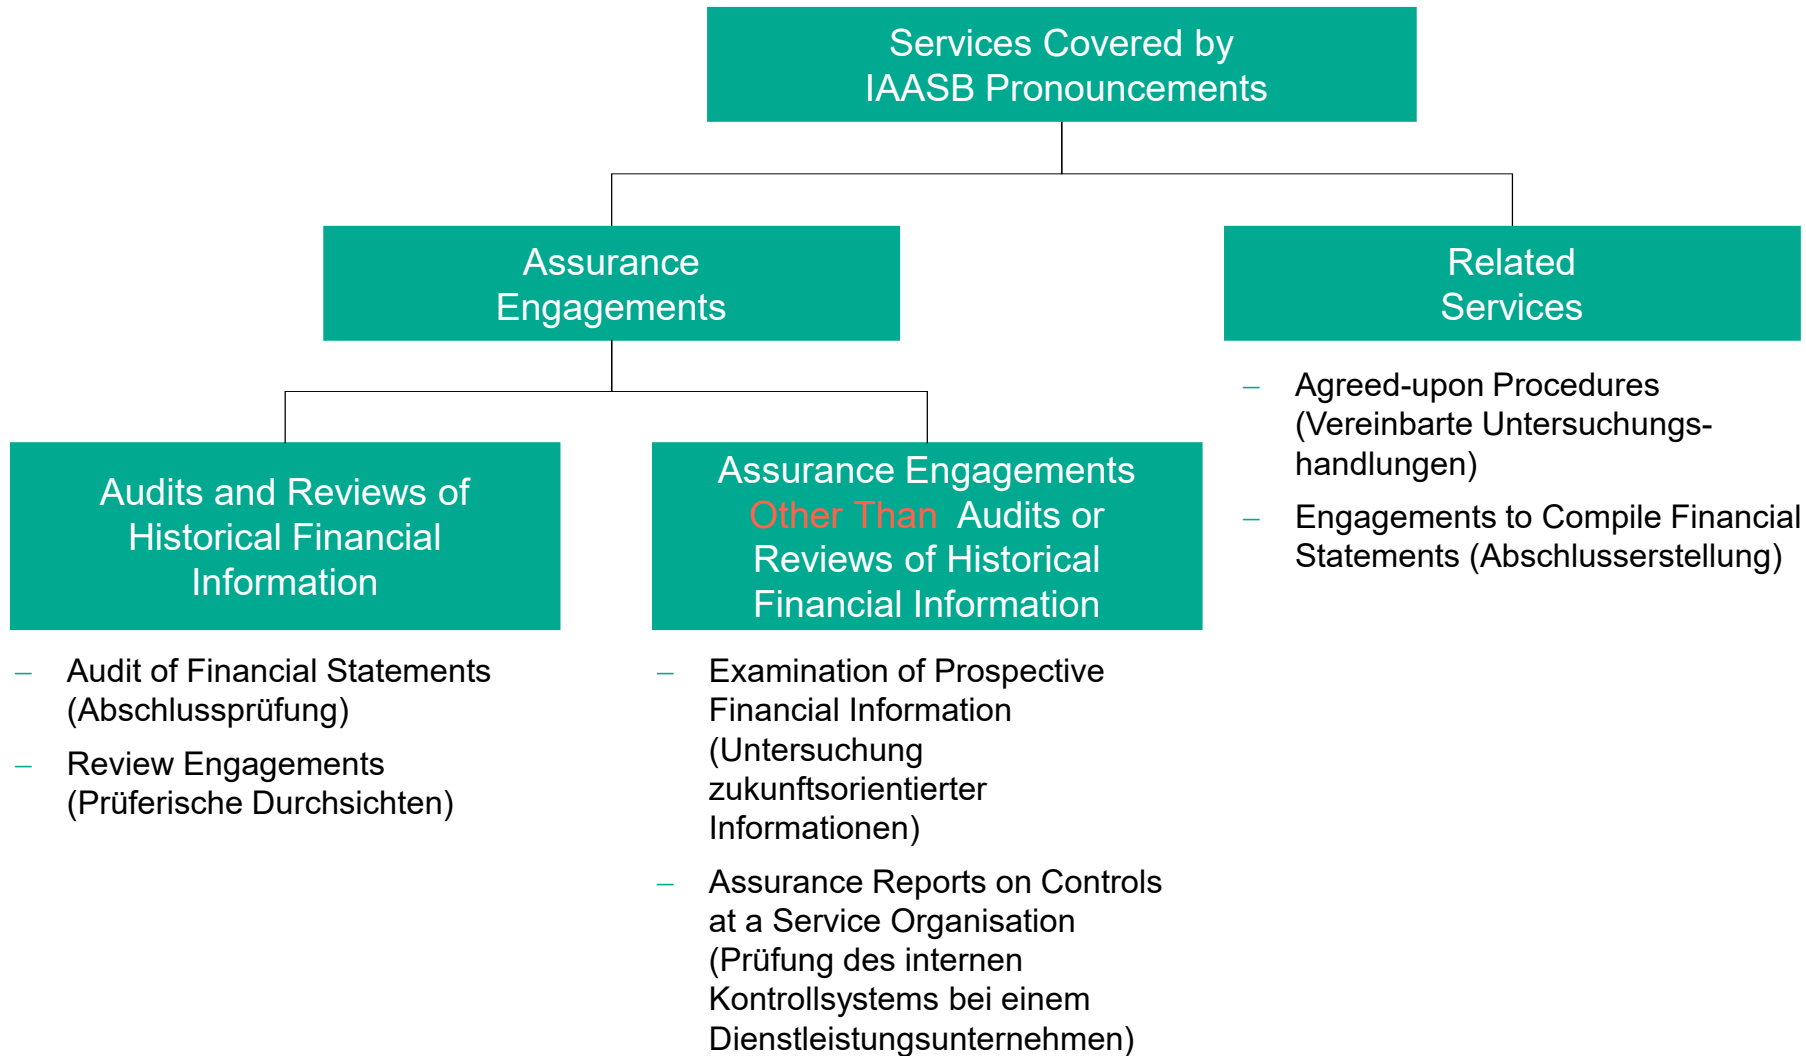 Services Covered by
IAASB Pronouncements
Assurance
Engagements
Related
Services
Audits and Reviews of
Historical Financial
Information
– Audit of Financial Statements
(Abschlussprüfung)
– Review Engagements
(Prüferische Durchsichten)
Assurance Engagements
Other Than Audits or
Reviews of Historical
Financial Information
– Examination of Prospective
Financial Information
(Untersuchung
zukunftsorientierter
Informationen)
– Assurance Reports on Controls
at a Service Organisation
(Prüfung des internen
Kontrollsystems bei einem
Dienstleistungsunternehmen)
– Agreed-upon Procedures
(Vereinbarte Untersuchungs-
handlungen)
– Engagements to Compile Financial
Statements (Abschlusserstellung)